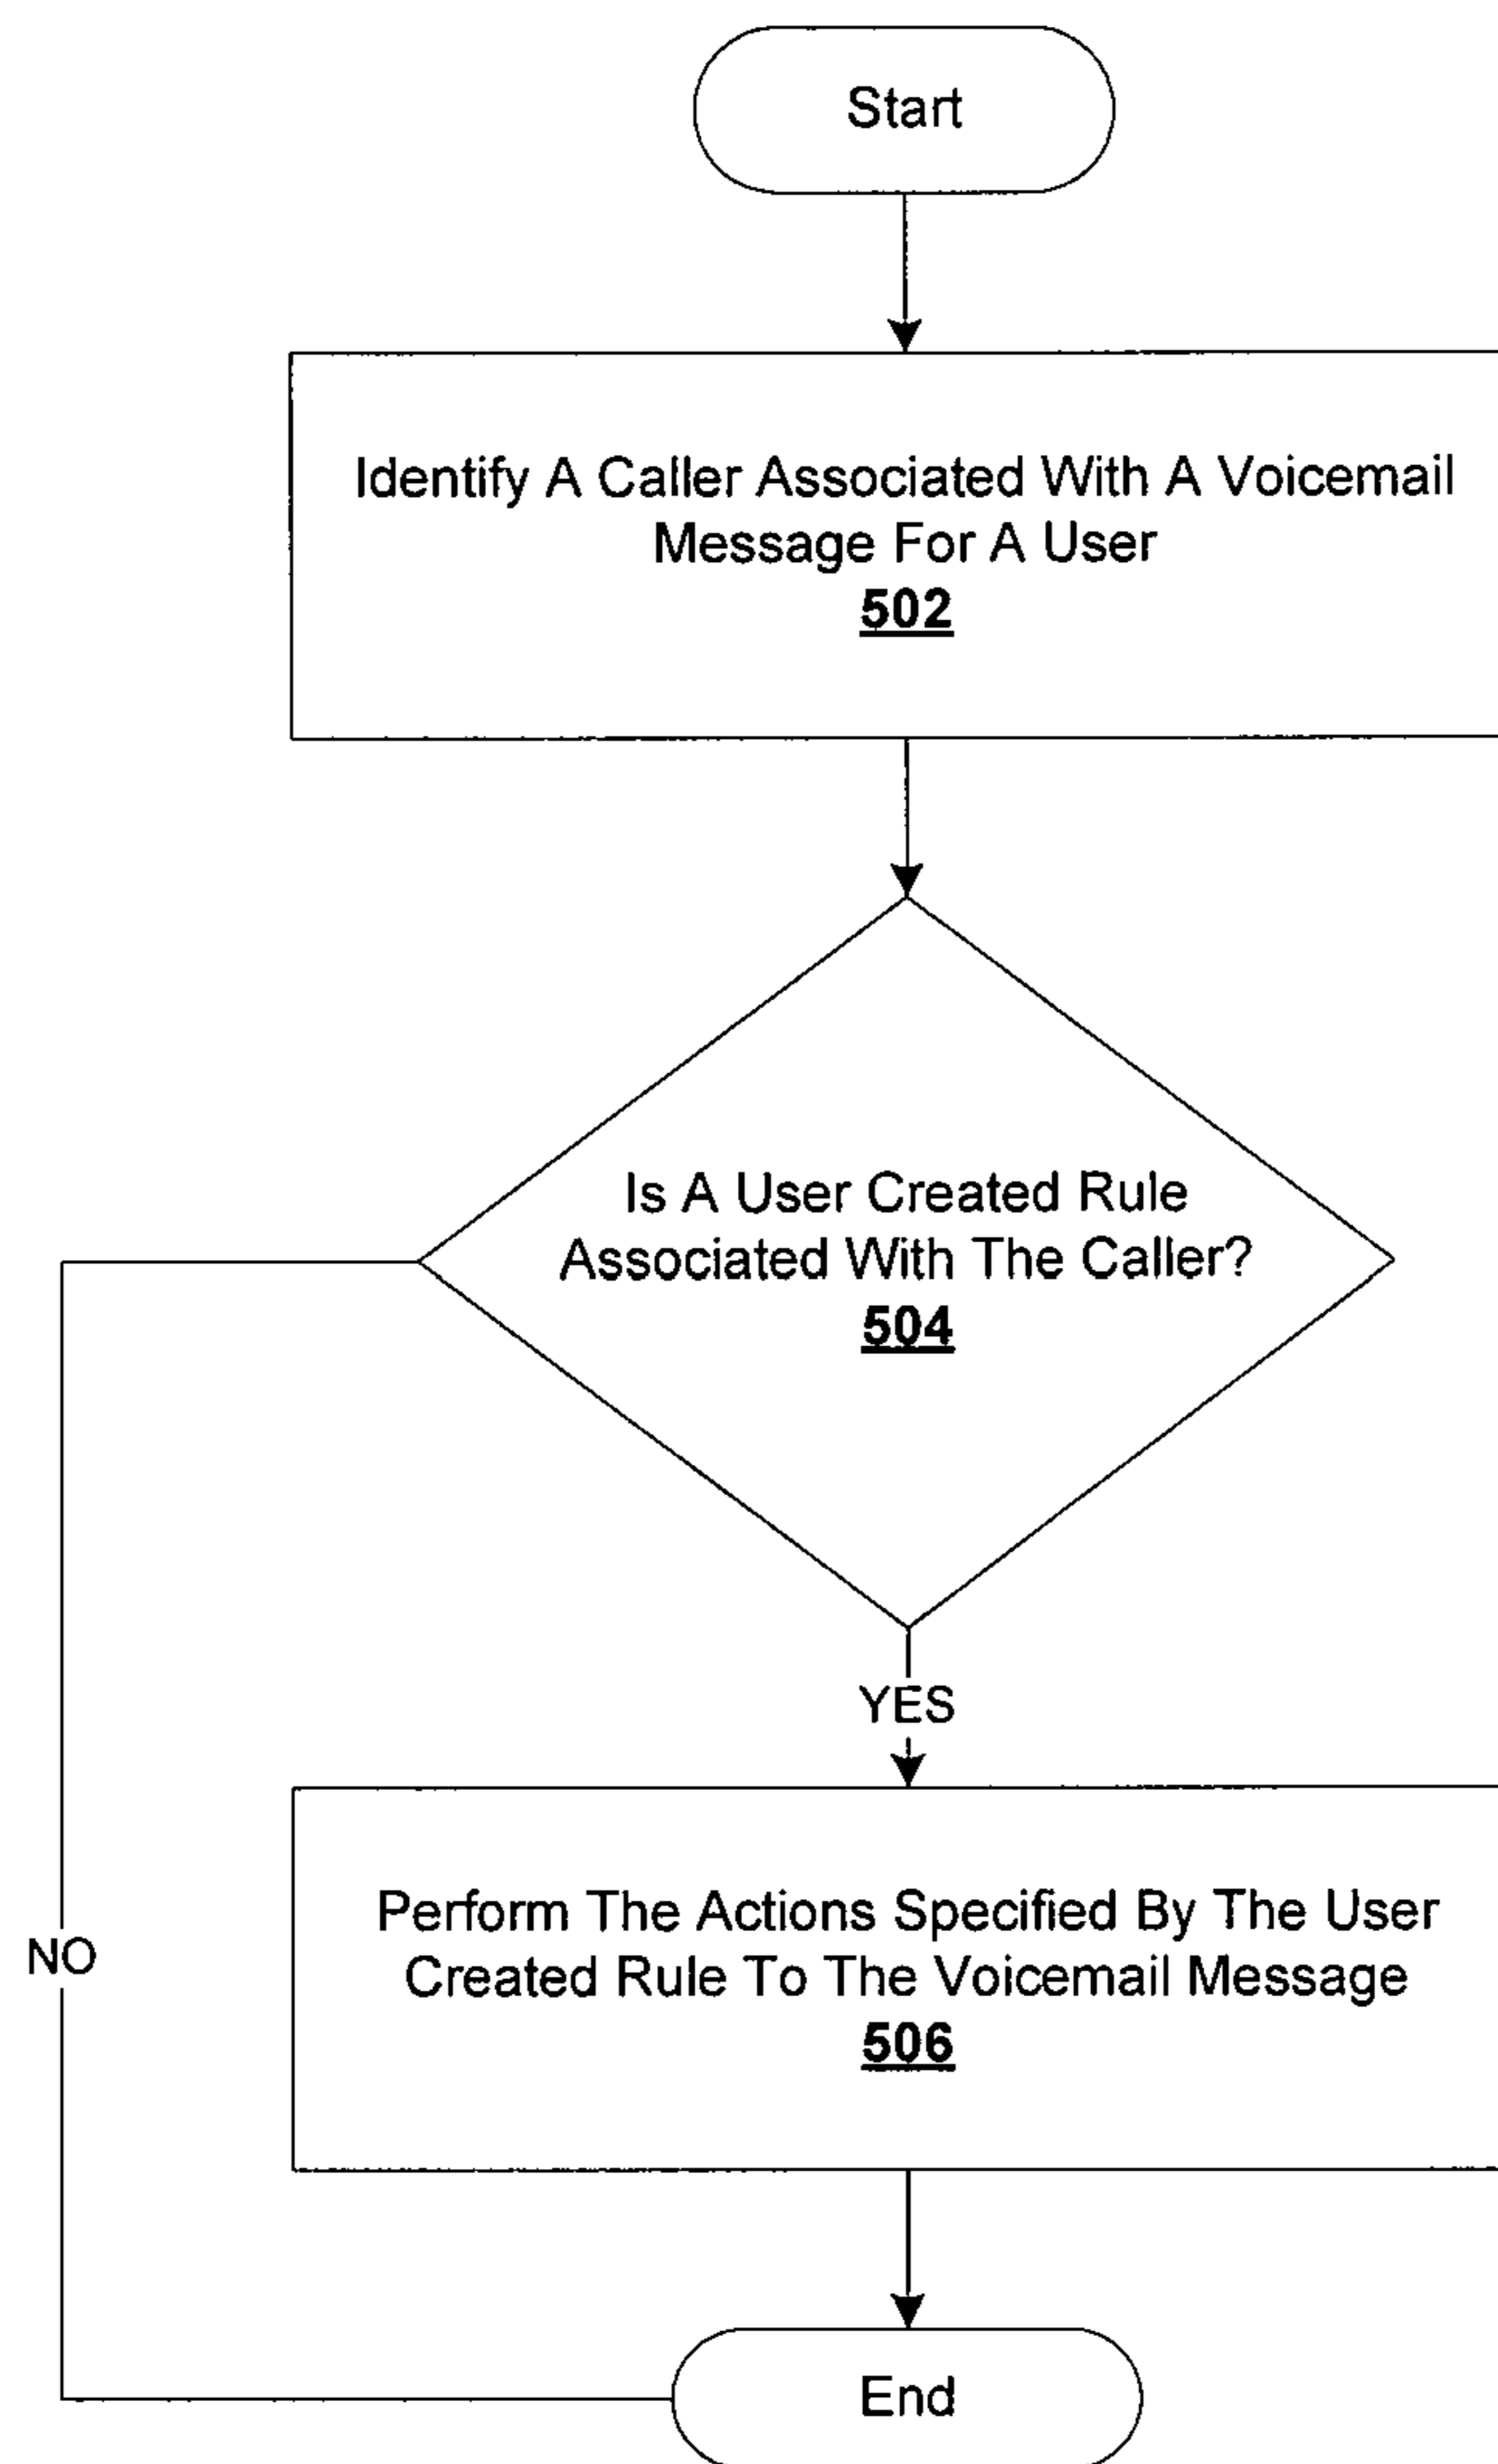 Start
Identify A Caller Associated With A Voicemail
Message For A User
502
Is A User Created Rule
Associated With The Caller?
504
YES
Perform The Actions Specified By The User
Created Rule To The Voicemail Message
506
NO
End